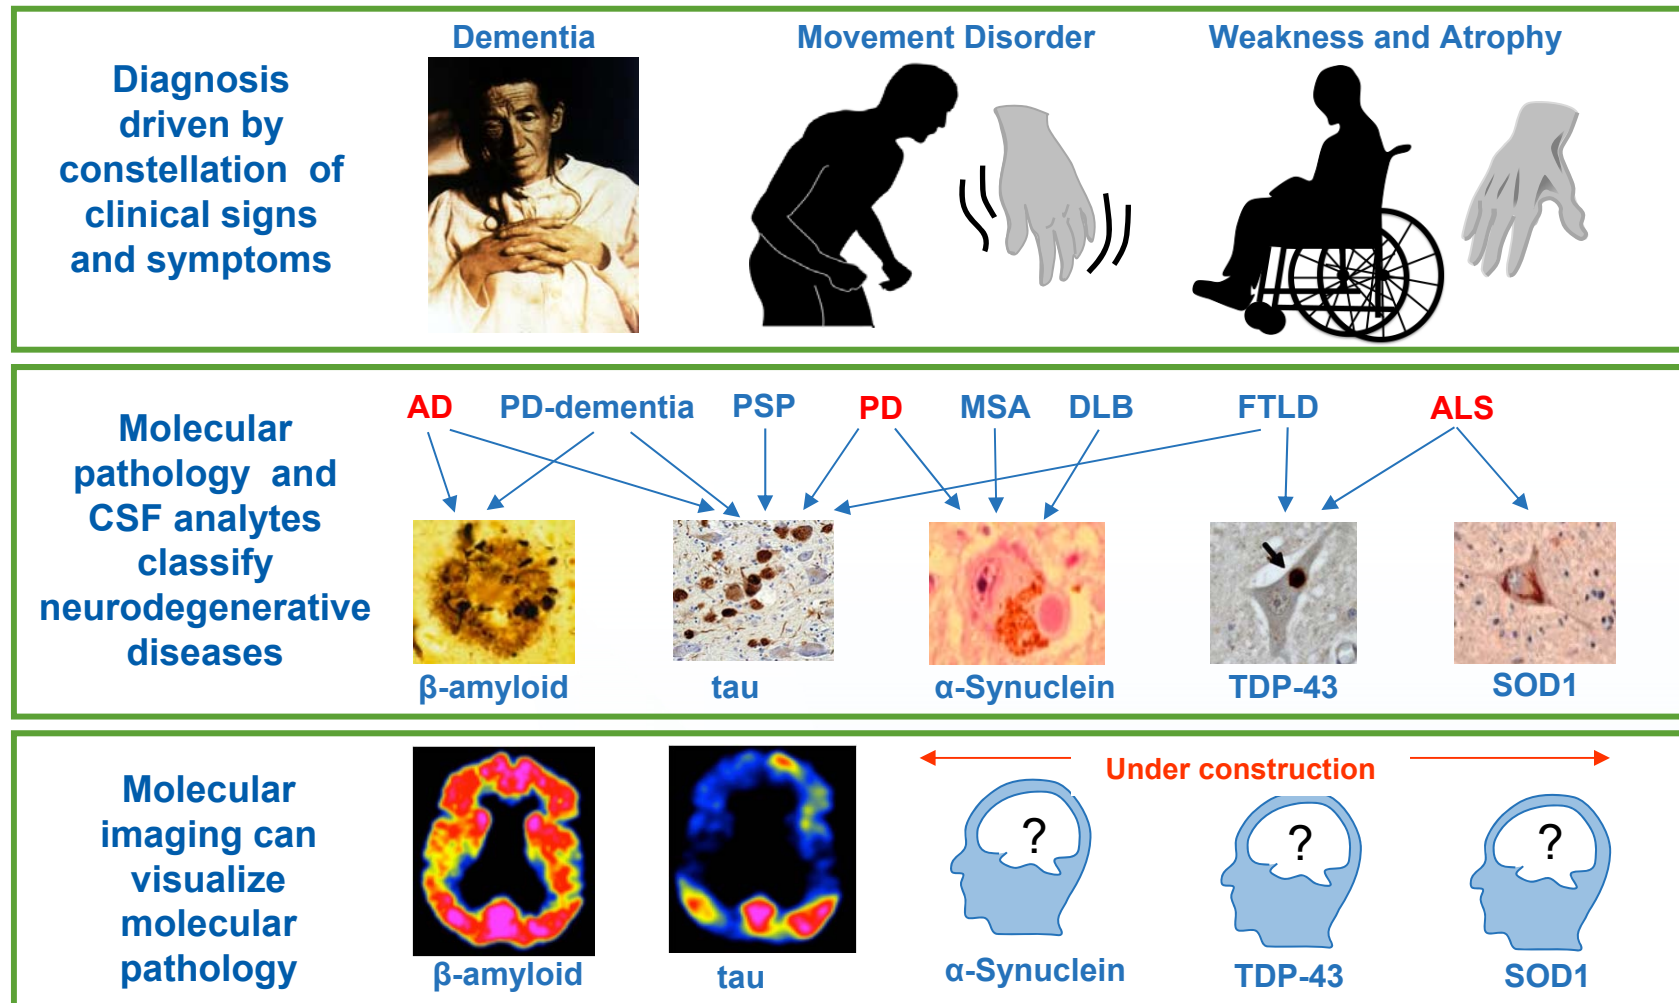 Dementia
Movement Disorder
Weakness and Atrophy
Diagnosis
driven by
constellation of
clinical signs
and symptoms
AD
PD-dementia
PSP
PD
MSA
DLB
FTLD
ALS
Molecular
pathology and
CSF analytes
classify
neurodegenerative
diseases
β-amyloid
tau
α-Synuclein
TDP-43
SOD1
Under construction
Molecular
imaging can
visualize
molecular
pathology
?
?
?
β-amyloid
tau
α-Synuclein
TDP-43
SOD1